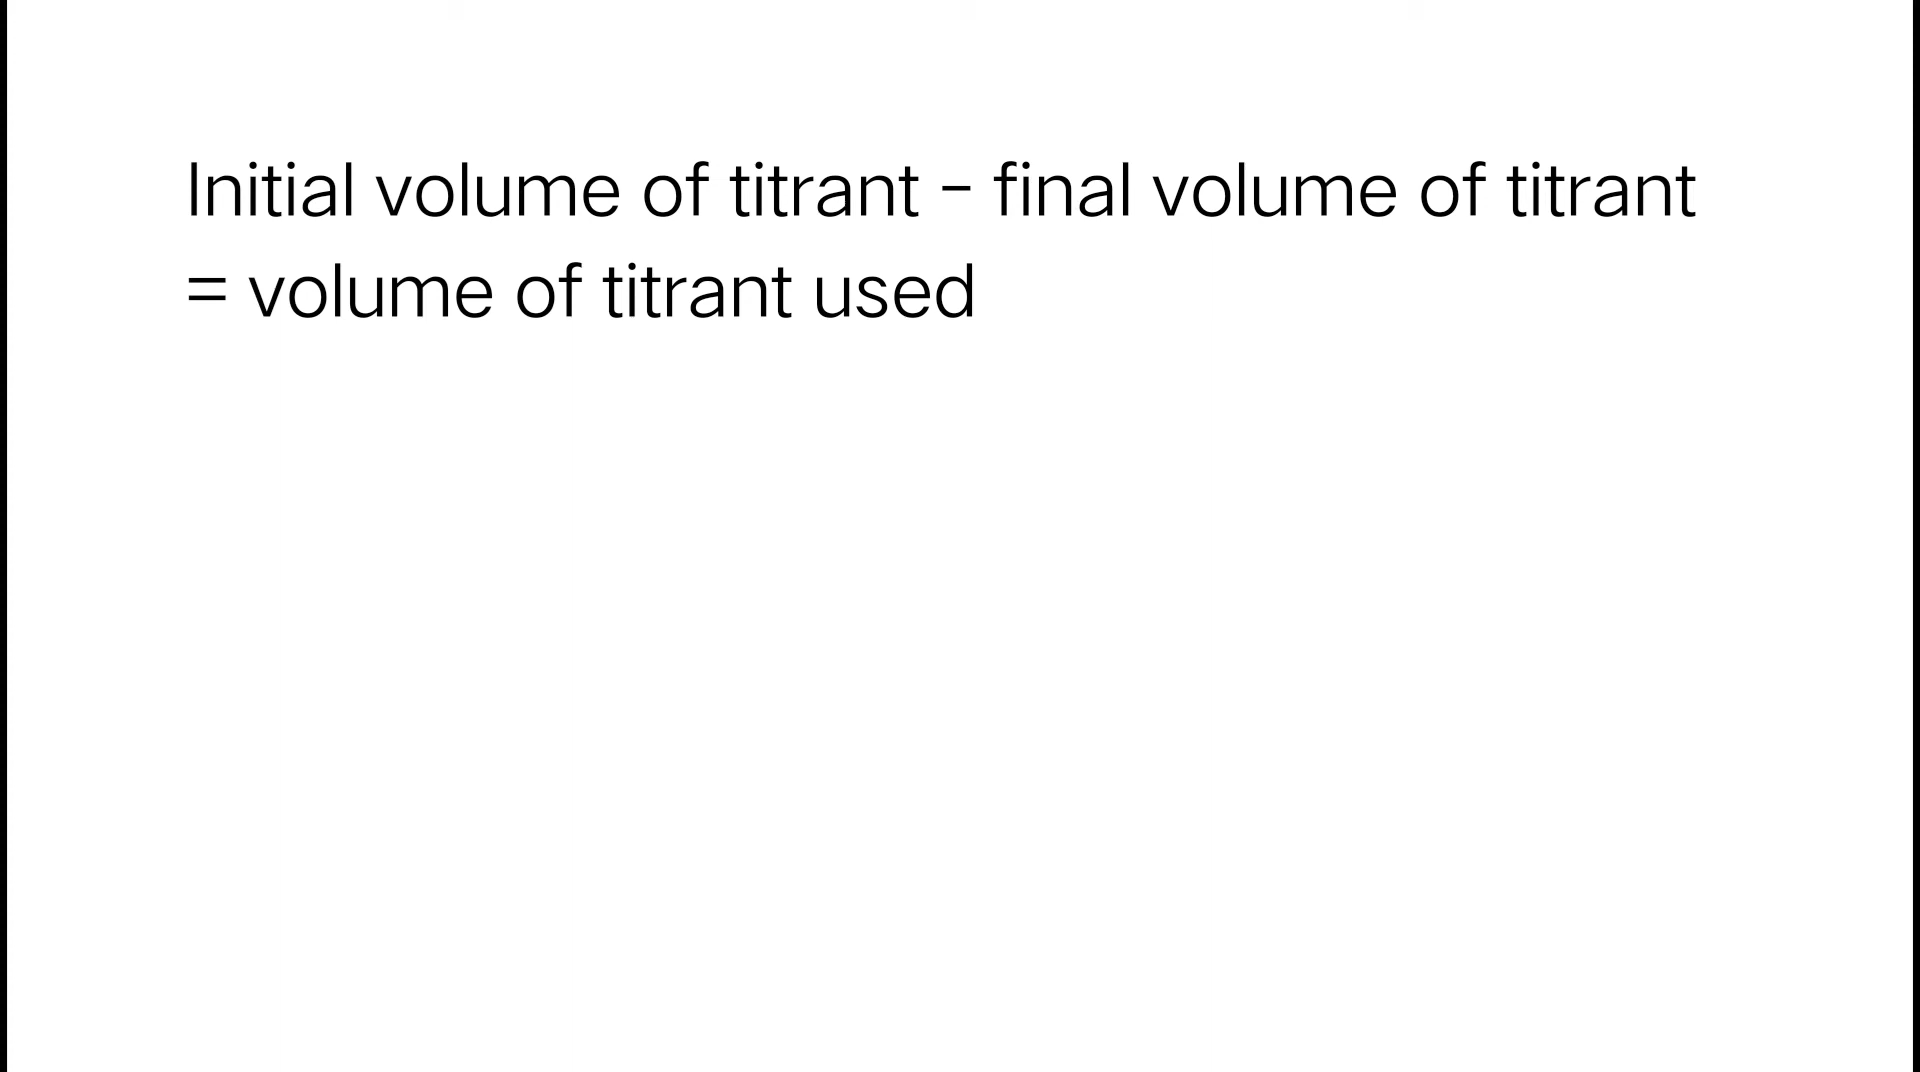 Initial volume of titrant - final volume of titrant
= volume of titrant used